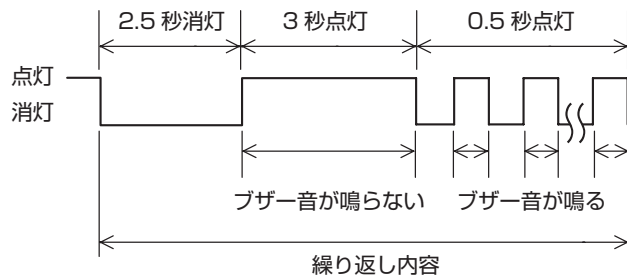 2.5 秒消灯 3 秒点灯 0.5 秒点灯
点灯
消灯
ブザー音が鳴らない ブザー音が鳴る
繰り返し内容